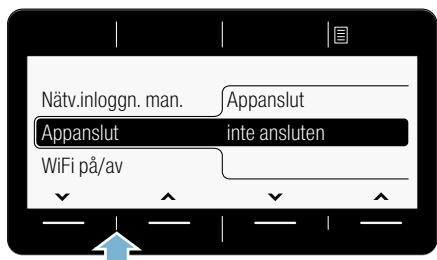 Nätv.inloggn. man.
Appanslut
Appanslut
inte ansluten
WiFi på/av